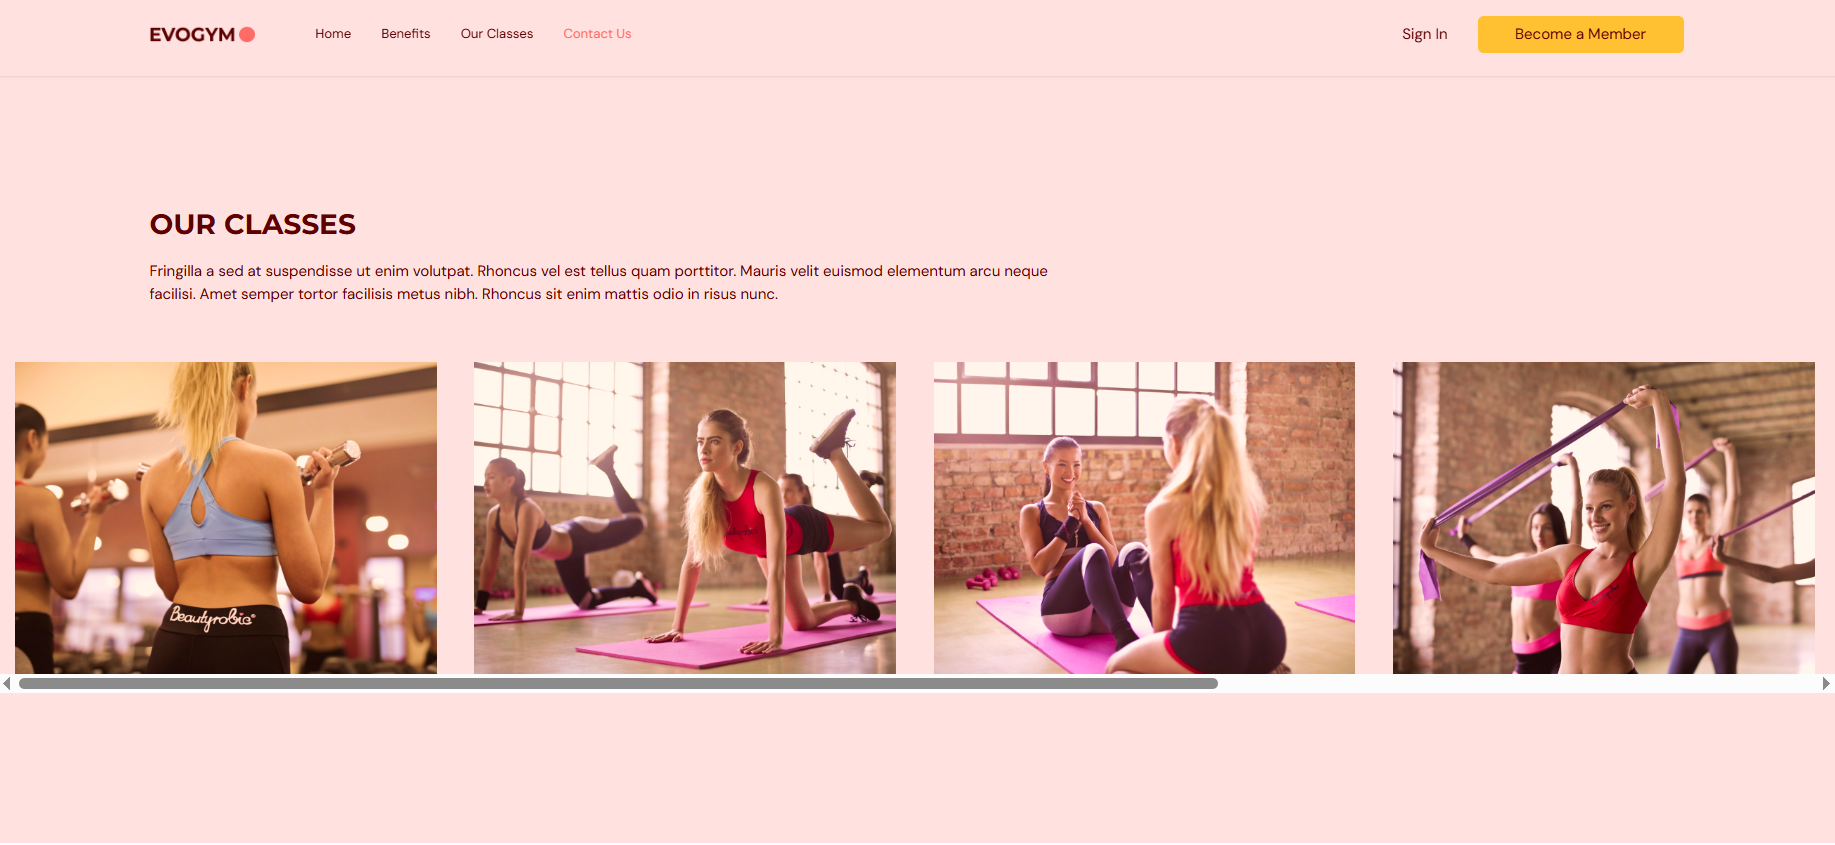 EVOGYM
Home
Benefits
Our Classes
Contact Us
Sign In
Become a Member
OUR CLASSES
Fringilla a sed at suspendisse ut enim volutpat. Rhoncus vel est tellus quam porttitor. Mauris velit euismod elementum arcu neque
facilisi. Amet semper tortor facilisis metus nibh. Rhoncus sit enim mattis odio in risus nunc.
Beautyrobic®